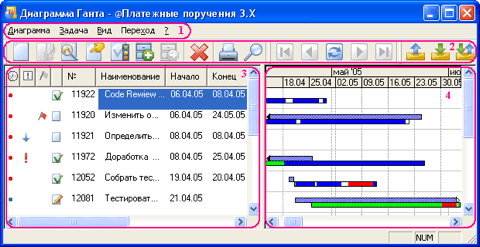 Диаграмма Ганта - @Платежные поручения 3.X
Диаграмма Задача Вид Переход ? 1
2
№ Наименование Начало Конец 3
май '05 ию
18.04 25.04 02.05 09.05 16.05 23.05 30.05
4
11922 Code Rewiew ... 06.04.05 08.04.05
11920 Изменить о... 06.04.05 24.05.05
11921 Определить... 08.04.05 08.04.05
11972 Доработка ... 08.04.05 25.04.05
12052 Собрать тес... 19.04.05 20.04.05
12081 Тестироват... 21.04.05
NUM